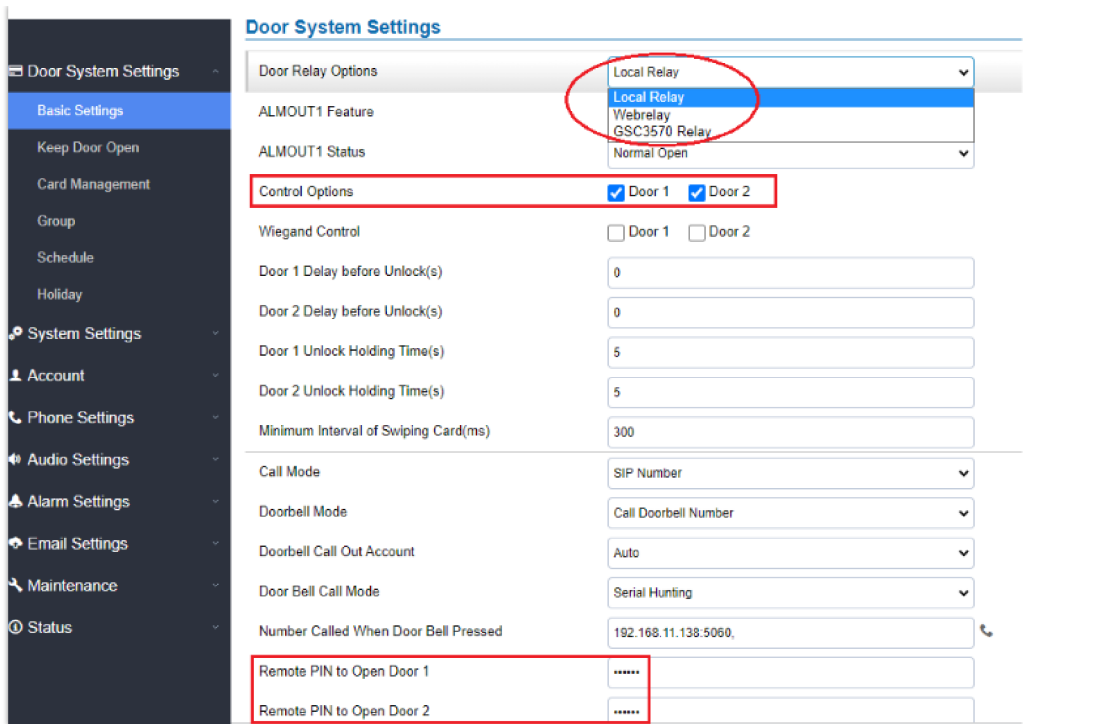 Door System Settings
Door System Settings
Basic Settings
Keep Door Open
Card Management
Group
Schedule
Holiday
System Settings
Account
Phone Settings
Audio Settings
Alarm Settings
Email Settings
Maintenance
Status
Door Relay Options Local Relay
Local Relay
Webrelay
GSC3570 Relay
ALMOUT1 Feature
ALMOUT1 Status Normal Open
Control Options Door 1 Door 2
Wiegand Control Door 1 Door 2
Door 1 Delay before Unlock(s) 0
Door 2 Delay before Unlock(s) 0
Door 1 Unlock Holding Time(s) 5
Door 2 Unlock Holding Time(s) 5
Minimum Interval of Swiping Card(ms) 300
Call Mode SIP Number
Doorbell Mode Call Doorbell Number
Doorbell Call Out Account Auto
Door Bell Call Mode Serial Hunting
Number Called When Door Bell Pressed 192.168.11.138:5060,
Remote PIN to Open Door 1 ••••••
Remote PIN to Open Door 2 ••••••